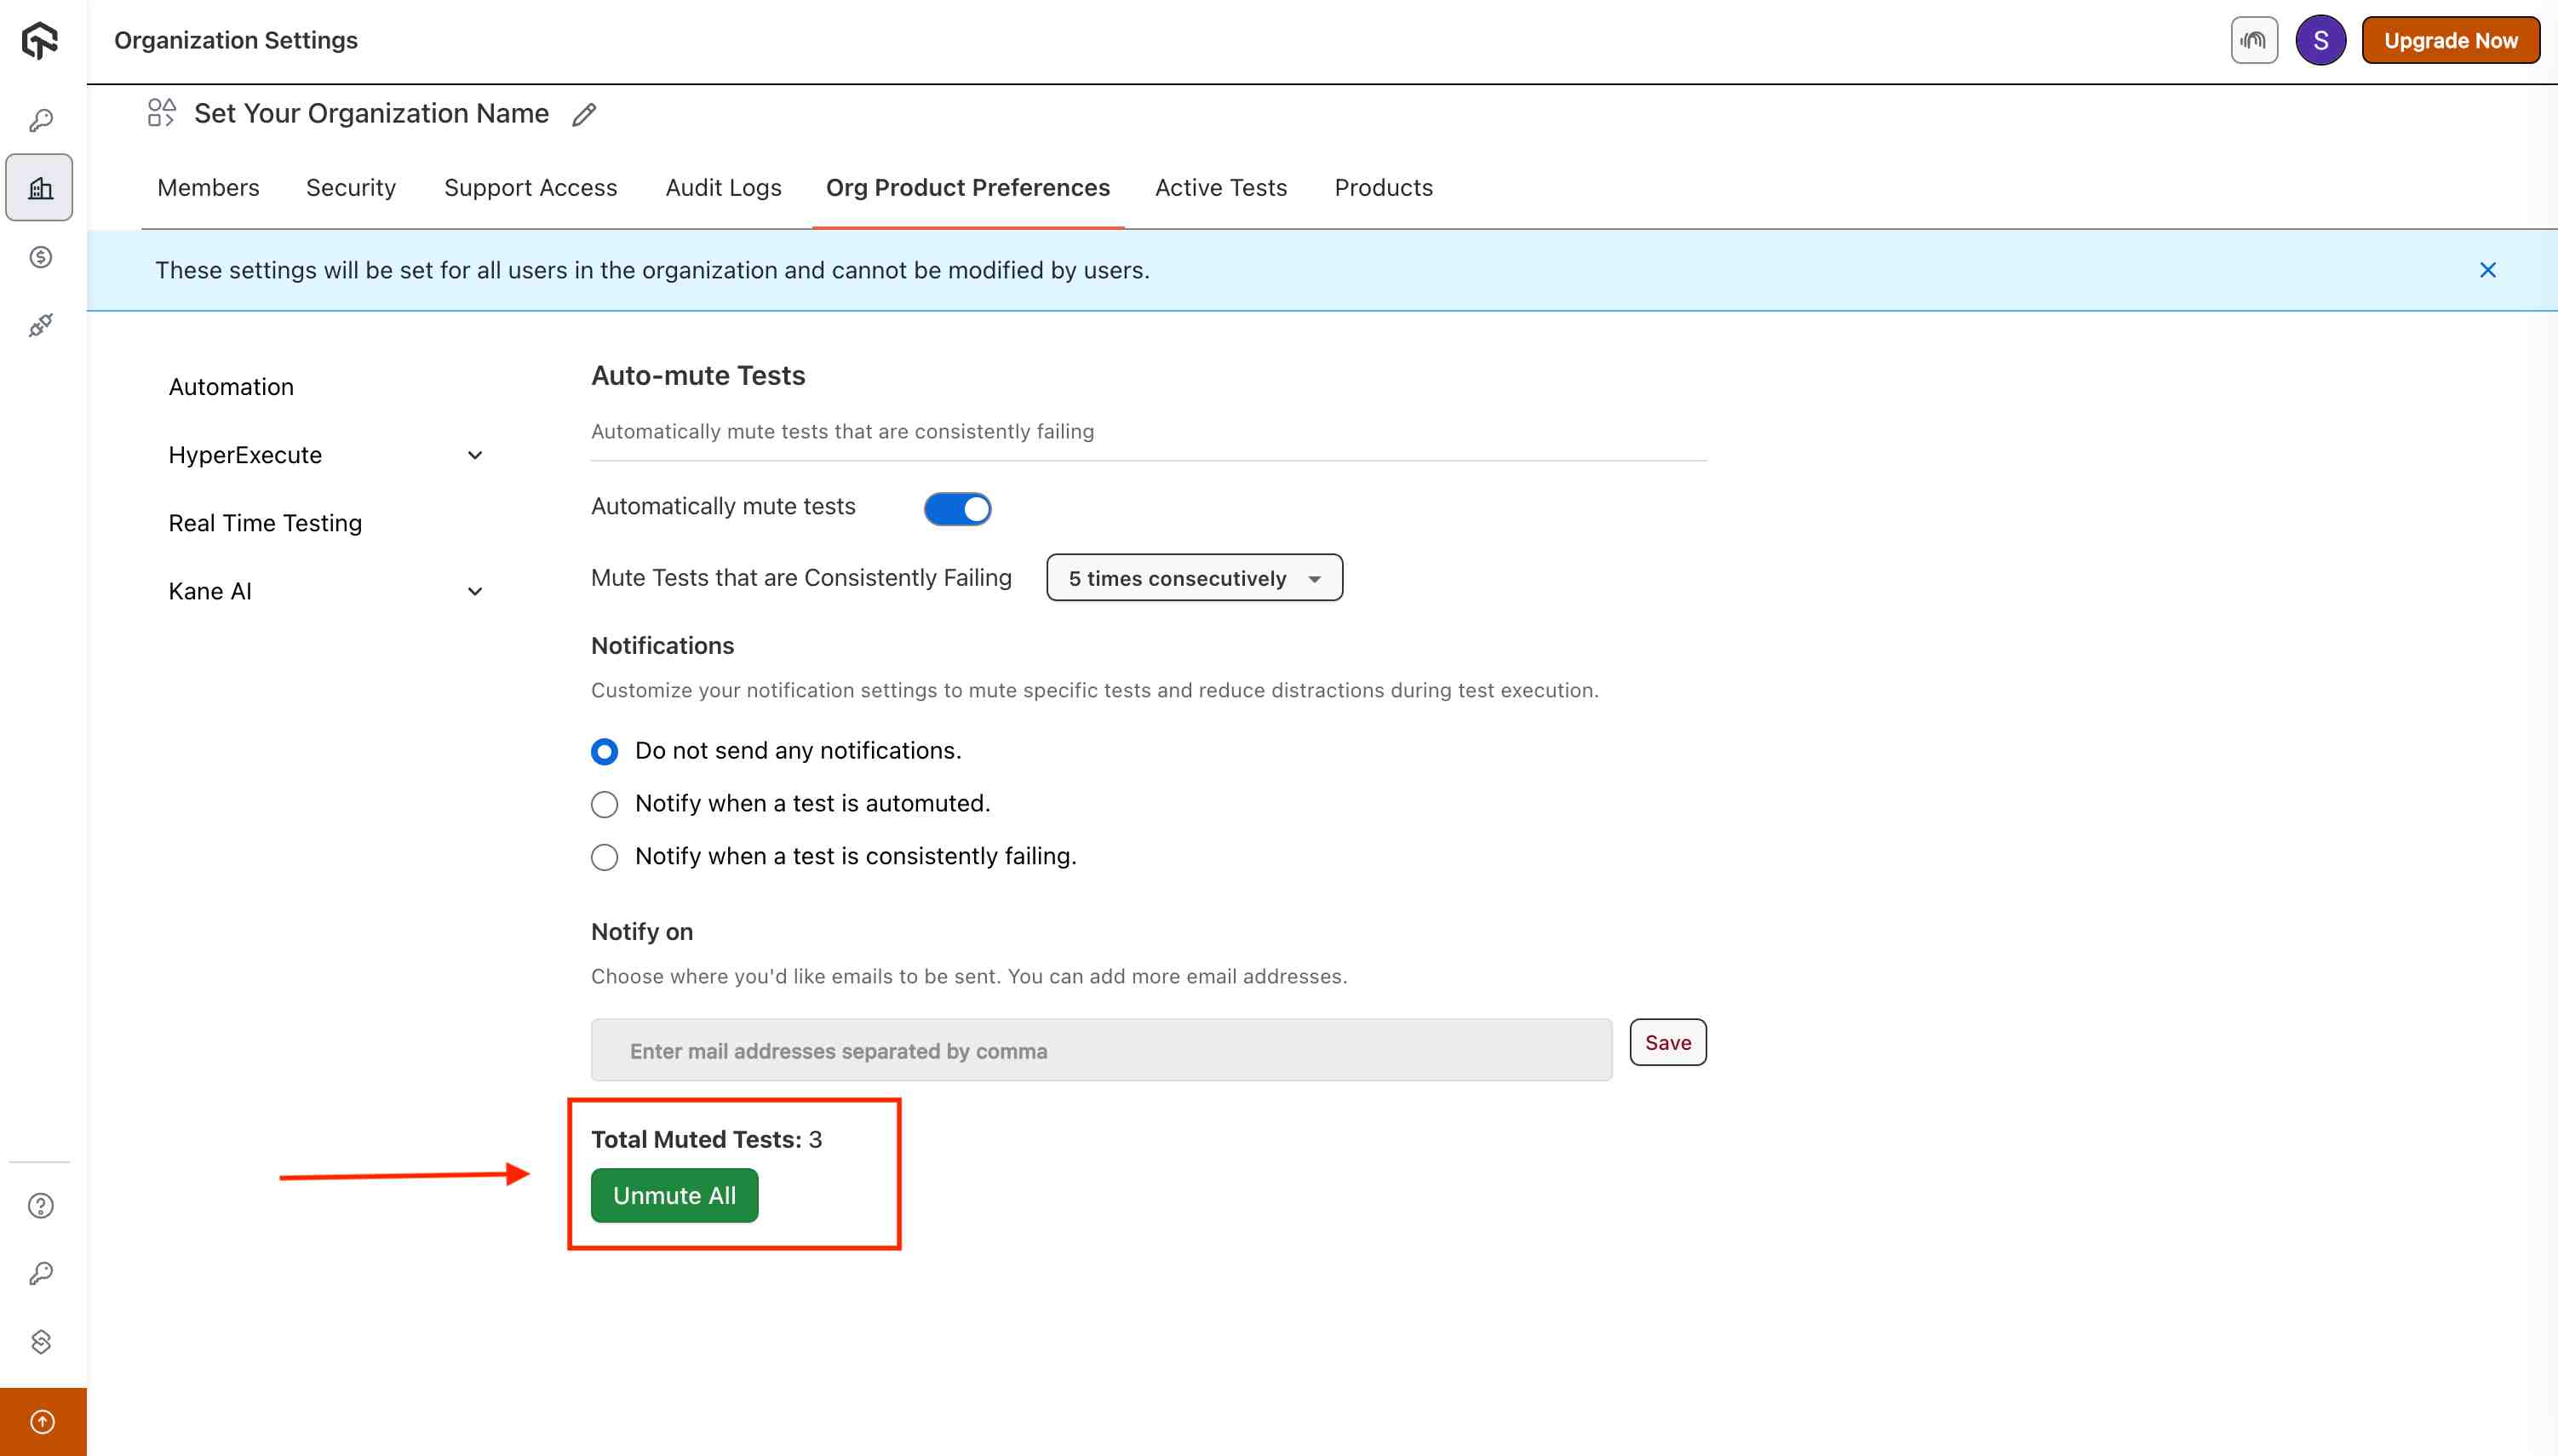 Organization Settings
S
Upgrade Now
Set Your Organization Name
Members
Security
Support Access
Audit Logs
Org Product Preferences
Active Tests
Products
These settings will be set for all users in the organization and cannot be modified by users.
Automation
HyperExecute
Real Time Testing
Kane AI
Auto-mute Tests
Automatically mute tests that are consistently failing
Automatically mute tests
Mute Tests that are Consistently Failing
5 times consecutively
Notifications
Customize your notification settings to mute specific tests and reduce distractions during test execution.
Do not send any notifications.
Notify when a test is automuted.
Notify when a test is consistently failing.
Notify on
Choose where you'd like emails to be sent. You can add more email addresses.
Enter mail addresses separated by comma
Save
Total Muted Tests: 3
Unmute All